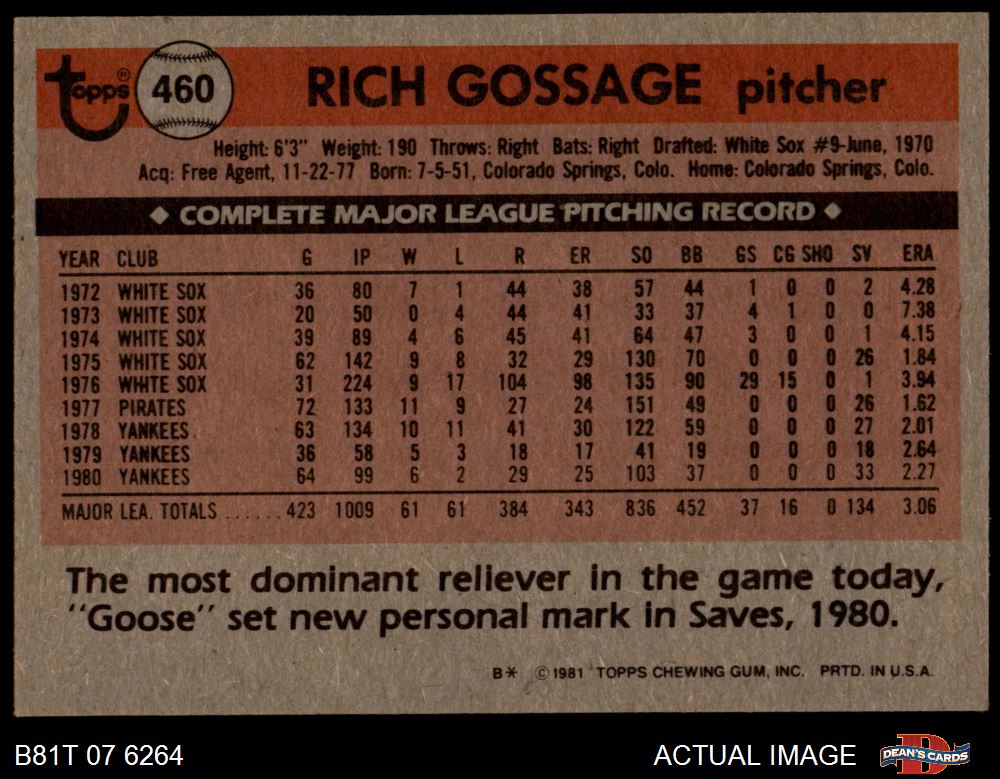 Topps® 460 RICH GOSSAGE pitcher
Height: 6'3" Weight: 190 Throws: Right Bats: Right Drafted: White Sox #9-June, 1970
Acq: Free Agent, 11-22-77 Born: 7-5-51, Colorado Springs, Colo. Home: Colorado Springs, Colo.
◆ COMPLETE MAJOR LEAGUE PITCHING RECORD ◆
YEAR CLUB G IP W L R ER SO BB GS CG SHO SV ERA
1972 WHITE SOX 36 80 7 1 44 38 57 44 1 0 0 2 4.28
1973 WHITE SOX 20 50 0 4 44 41 33 37 4 1 0 0 7.38
1974 WHITE SOX 39 89 4 6 45 41 64 47 3 0 0 1 4.15
1975 WHITE SOX 62 142 9 8 32 29 130 70 0 0 0 26 1.84
1976 WHITE SOX 31 224 9 17 104 98 135 90 29 15 0 1 3.94
1977 PIRATES 72 133 11 9 27 24 151 49 0 0 0 26 1.62
1978 YANKEES 63 134 10 11 41 30 122 59 0 0 0 27 2.01
1979 YANKEES 36 58 5 3 18 17 41 19 0 0 0 18 2.64
1980 YANKEES 64 99 6 2 29 25 103 37 0 0 0 33 2.27
MAJOR LEA. TOTALS ......423 1009 61 61 384 343 836 452 37 16 0 134 3.06
The most dominant reliever in the game today,
"Goose" set new personal mark in Saves, 1980.
B* ©1981 TOPPS CHEWING GUM, INC. PRTD. IN U.S.A.
B81T 07 6264 ACTUAL IMAGE DEAN'S CARDS